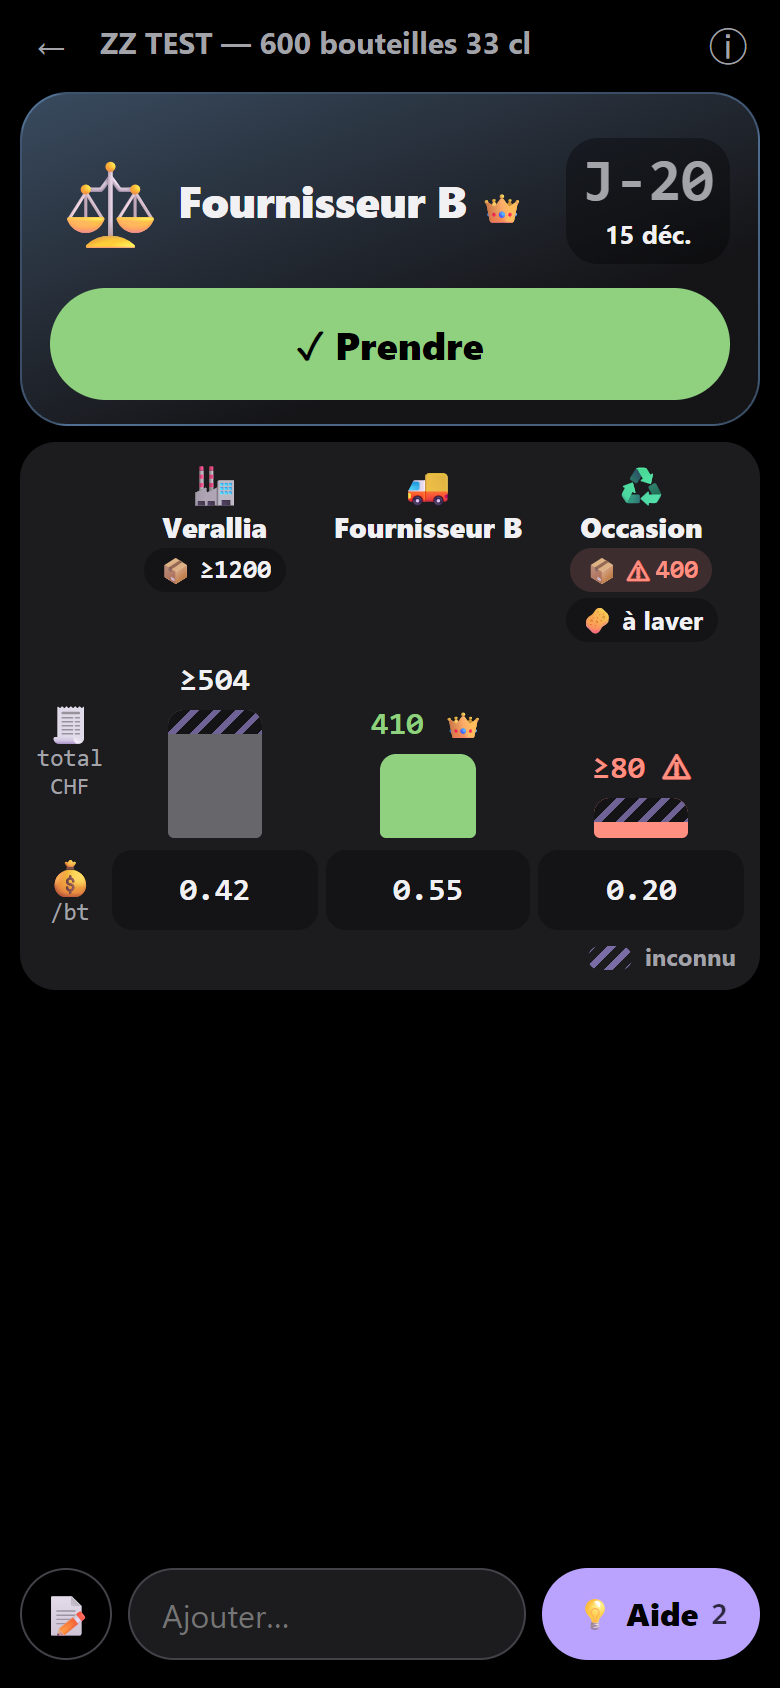 ← ZZ TEST — 600 bouteilles 33 cl ⓘ
Fournisseur B
J-20
15 déc.
✓ Prendre
Verallia Fournisseur B Occasion
≥1200 ⚠ 400
à laver
≥504
410
≥80 ⚠
total
CHF
/bt 0.42 0.55 0.20
inconnu
Ajouter... Aide 2